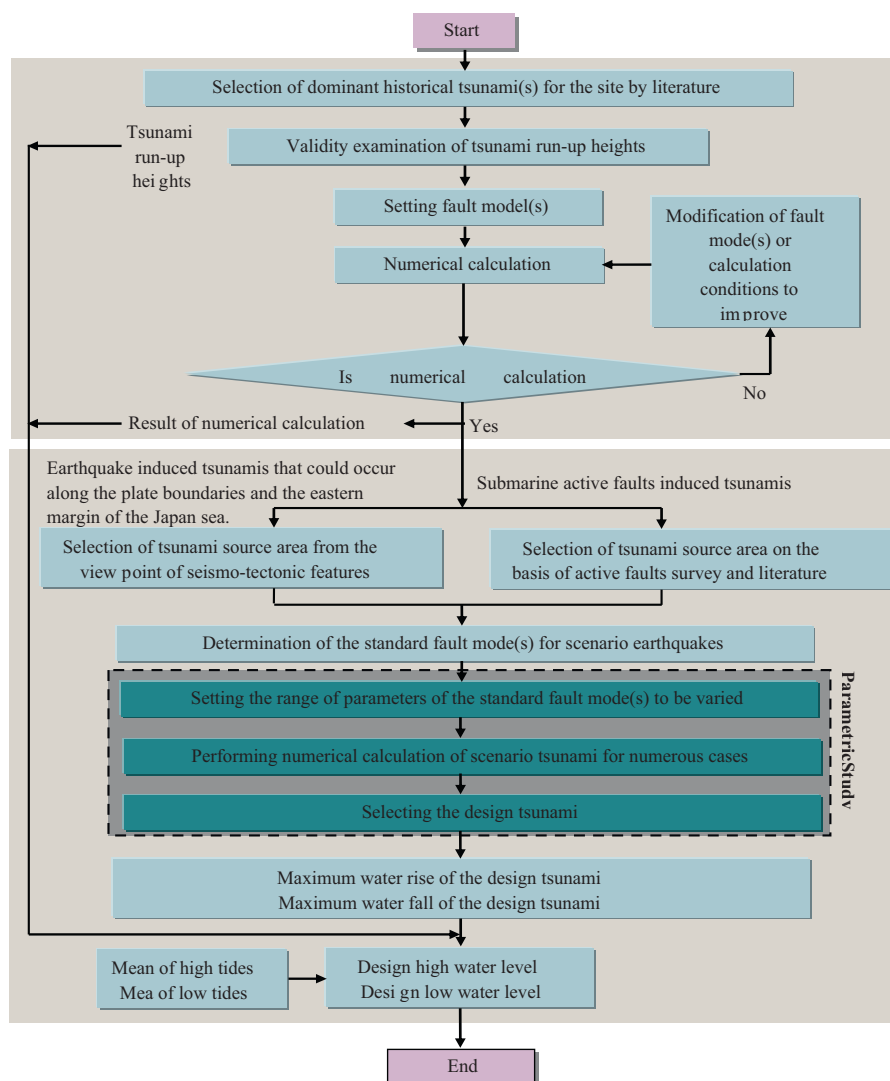 Start
Selection of dominant historical tsunami(s) for the site by literature
Tsunami
run-up
hei ghts
Validity examination of tsunami run-up heights
Setting fault model(s)
Numerical calculation
Modification of fault
mode(s) or
calculation
conditions to
im prove
Is numerical calculation
No
Result of numerical calculation
Yes
Earthquake induced tsunamis that could occur
along the plate boundaries and the eastern
margin of the Japan sea.
Submarine active faults induced tsunamis
Selection of tsunami source area from the
view point of seismo-tectonic features
Selection of tsunami source area on the
basis of active faults survey and literature
Determination of the standard fault mode(s) for scenario earthquakes
Setting the range of parameters of the standard fault mode(s) to be varied
Performing numerical calculation of scenario tsunami for numerous cases
Selecting the design tsunami
ParametricStudy
Maximum water rise of the design tsunami
Maximum water fall of the design tsunami
Mean of high tides
Mea of low tides
Design high water level
Desi gn low water level
End